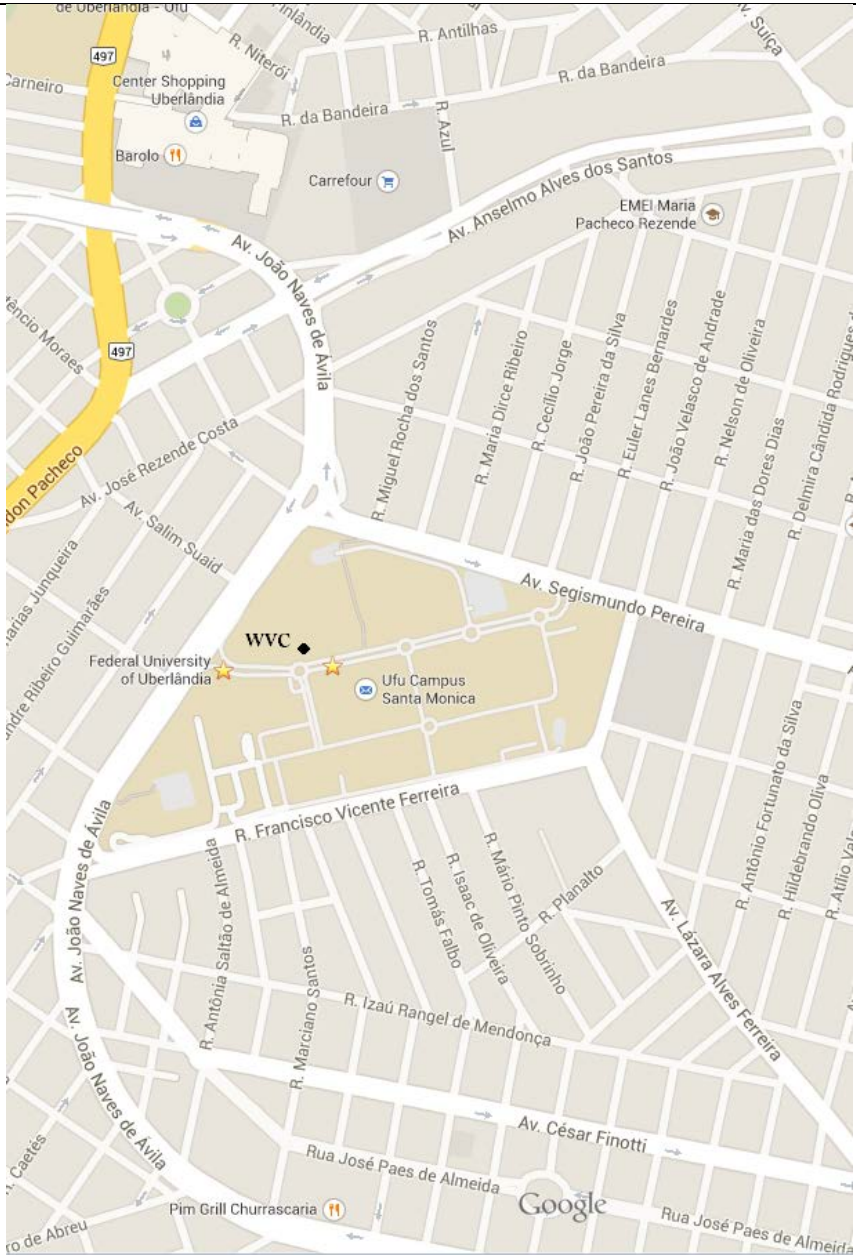 de Uberlândia - Ufu
Finlândia
R. Niterói
R. Antilhas
Av. Suíça
497
Carneiro
Center Shopping
Uberlândia
R. da Bandeira
R. da Bandeira
R. Azul
Barolo
Carrefour
Av. Anselmo Alves dos Santos
EMEI Maria
Pacheco Rezende
Av. João Naves de Ávila
497
R. Miguel Rocha dos Santos
R. Maria Dirce Ribeiro
R. Cecílio Jorge
R. João Pereira da Silva
R. Euler Lanes Bernardes
R. João Velasco de Andrade
R. Nelson de Oliveira
R. Maria das Dores Dias
R. Delmira Cândida Rodrigues
Av. José Rezende Costa
Av. Salim Suaid
Av. Segismundo Pereira
WVC
Federal University
of Uberlândia
Ufu Campus
Santa Monica
R. Francisco Vicente Ferreira
Av. João Naves de Ávila
R. Antônia Saltão de Almeida
R. Marciano Santos
R. Tomás Falbo
R. Isaac de Oliveira
R. Mário Pinto Sobrinho
R. Planalto
R. Antônio Fortunato da Silva
R. Hildebrando Oliva
Av. Lázara Alves Ferreira
R. Izaú Rangel de Mendonça
Av. João Naves de Ávila
Av. César Finotti
R. Caetés
Rua José Paes de Almeida
Google
Pim Grill Churrascaria
Rua José Paes de Almeida
ro de Abreu